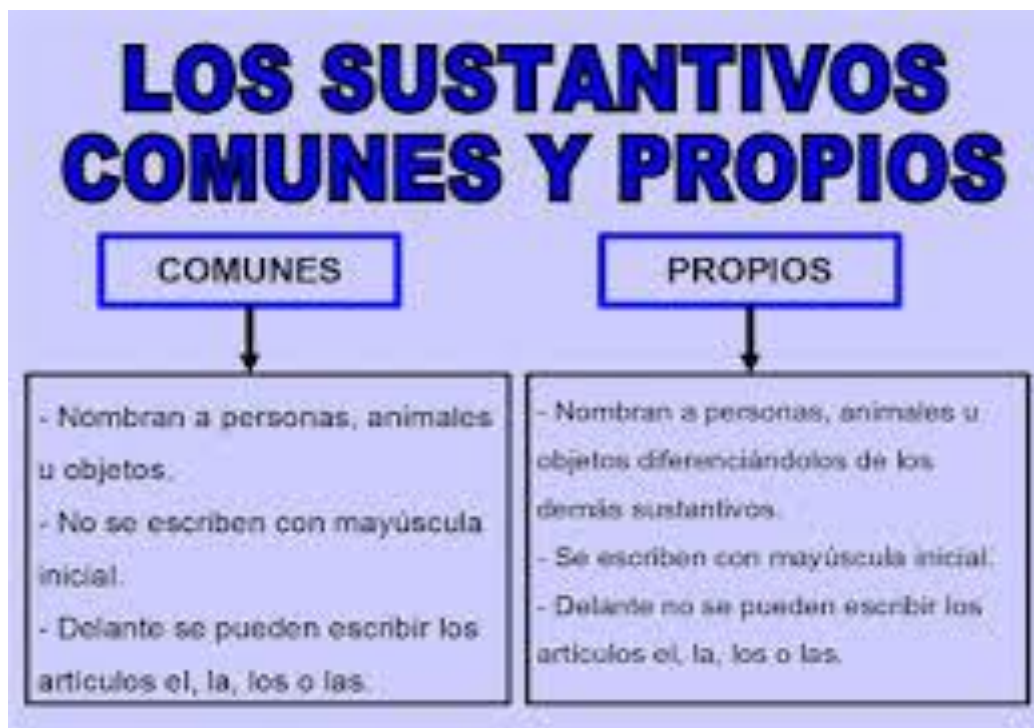 LOS SUSTANTIVOS
COMUNES Y PROPIOS
COMUNES
- Nombran a personas, animales
u objetos.
- No se escriben con mayúscula
inicial.
- Delante se pueden escribir los
artículos el, la, los o las.
PROPIOS
- Nombran a personas, animales u
objetos diferenciándolos de los
demás sustantivos.
- Se escriben con mayúscula inicial.
- Delante no se pueden escribir los
artículos el, la, los o las.